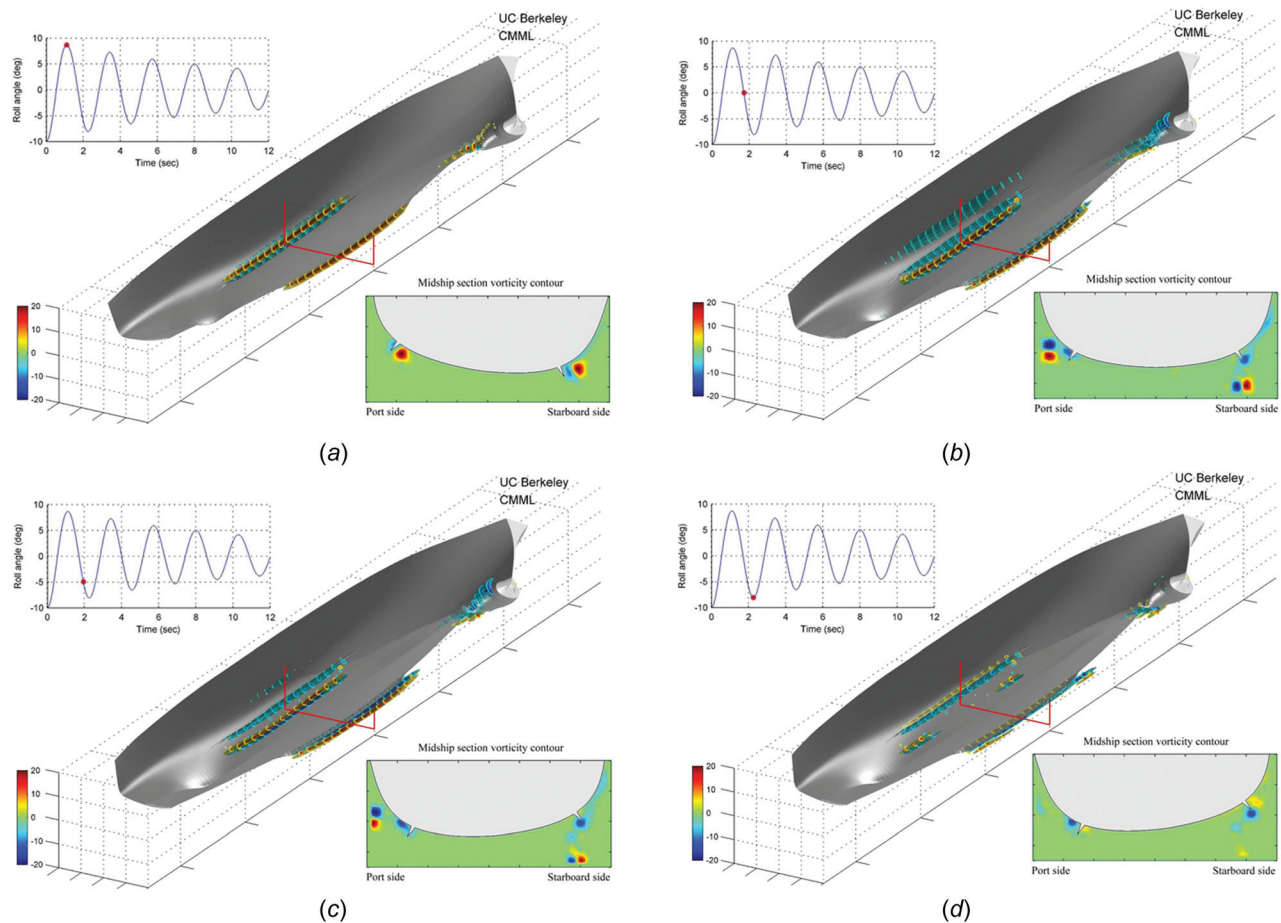 UC Berkeley
CMML
Roll angle (deg)
10
5
0
-5
-10
0 2 4 6 8 10 12
Time (sec)
20
10
0
-10
-20
Midship section vorticity contour
Port side Starboard side
(a)
UC Berkeley
CMML
Roll angle (deg)
10
5
0
-5
-10
0 2 4 6 8 10 12
Time (sec)
20
10
0
-10
-20
Midship section vorticity contour
Port side Starboard side
(b)
UC Berkeley
CMML
Roll angle (deg)
10
5
0
-5
-10
0 2 4 6 8 10 12
Time (sec)
20
10
0
-10
-20
Midship section vorticity contour
Port side Starboard side
(c)
UC Berkeley
CMML
Roll angle (deg)
10
5
0
-5
-10
0 2 4 6 8 10 12
Time (sec)
20
10
0
-10
-20
Midship section vorticity contour
Port side Starboard side
(d)